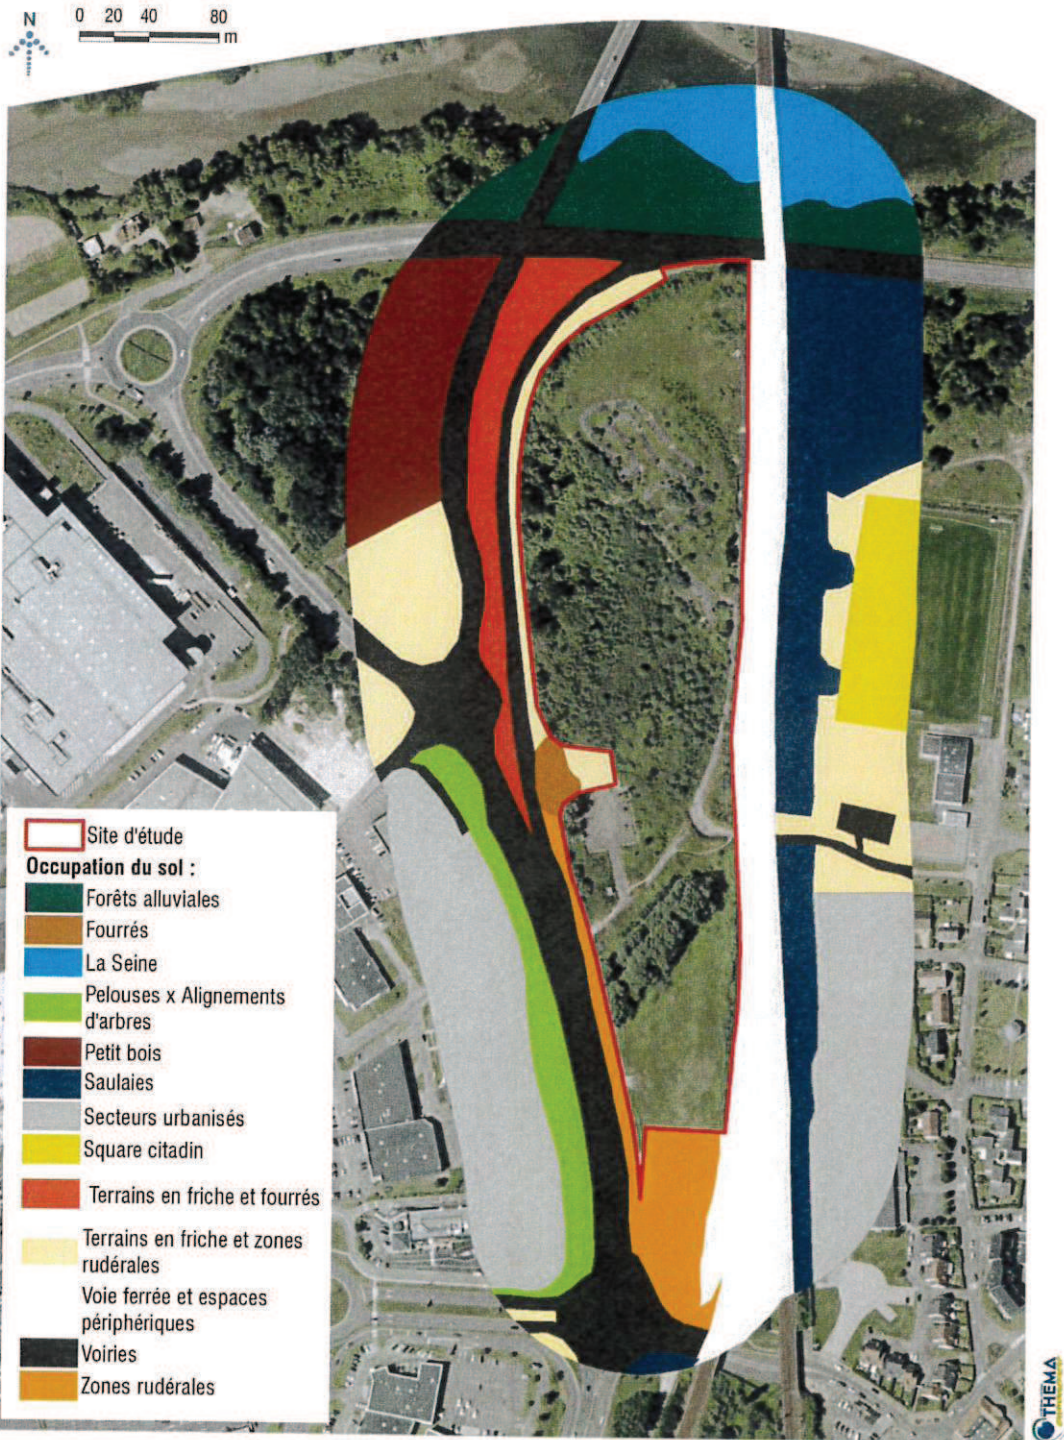 N
0 20 40 80
m
Site d'étude
Occupation du sol :
Forêts alluviales
Fourrés
La Seine
Pelouses x Alignements
d'arbres
Petit bois
Saulaies
Secteurs urbanisés
Square citadin
Terrains en friche et fourrés
Terrains en friche et zones
rudérales
Voie ferrée et espaces
périphériques
Voiries
Zones rudérales
THEMA